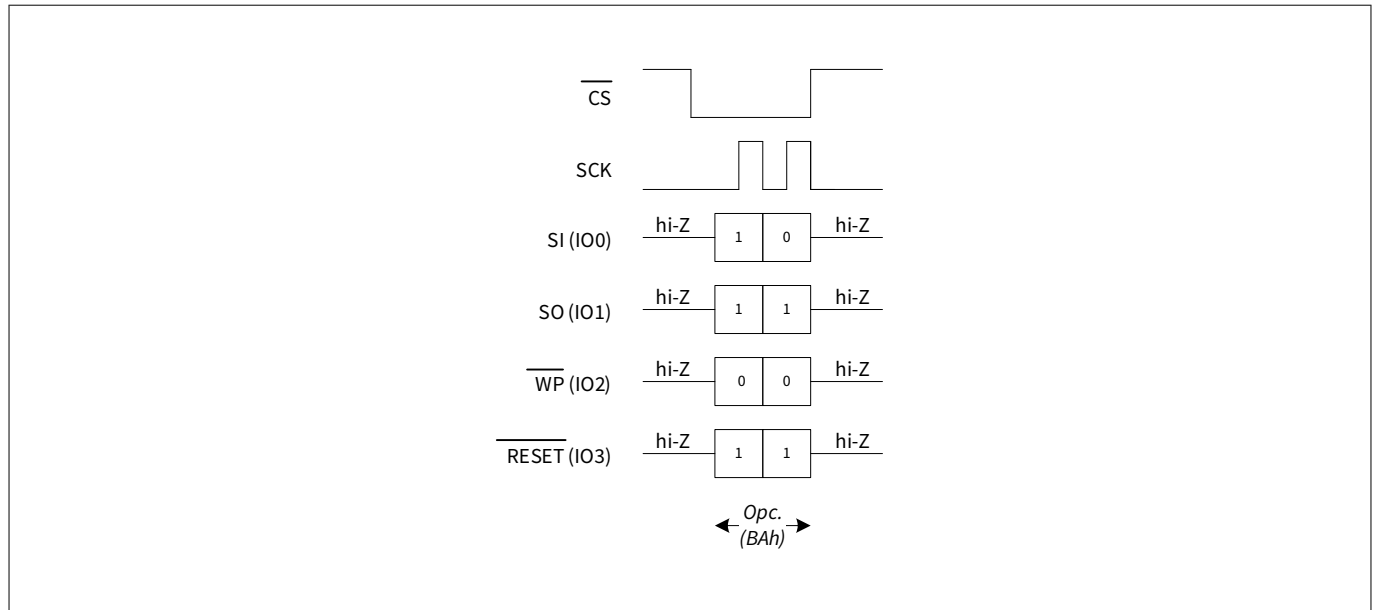 CS
SCK
hi-Z hi-Z
SI (IO0) 1 0
hi-Z hi-Z
SO (IO1) 1 1
hi-Z hi-Z
WP (IO2) 0 0
hi-Z hi-Z
RESET (IO3) 1 1
Opc.
(BAh)